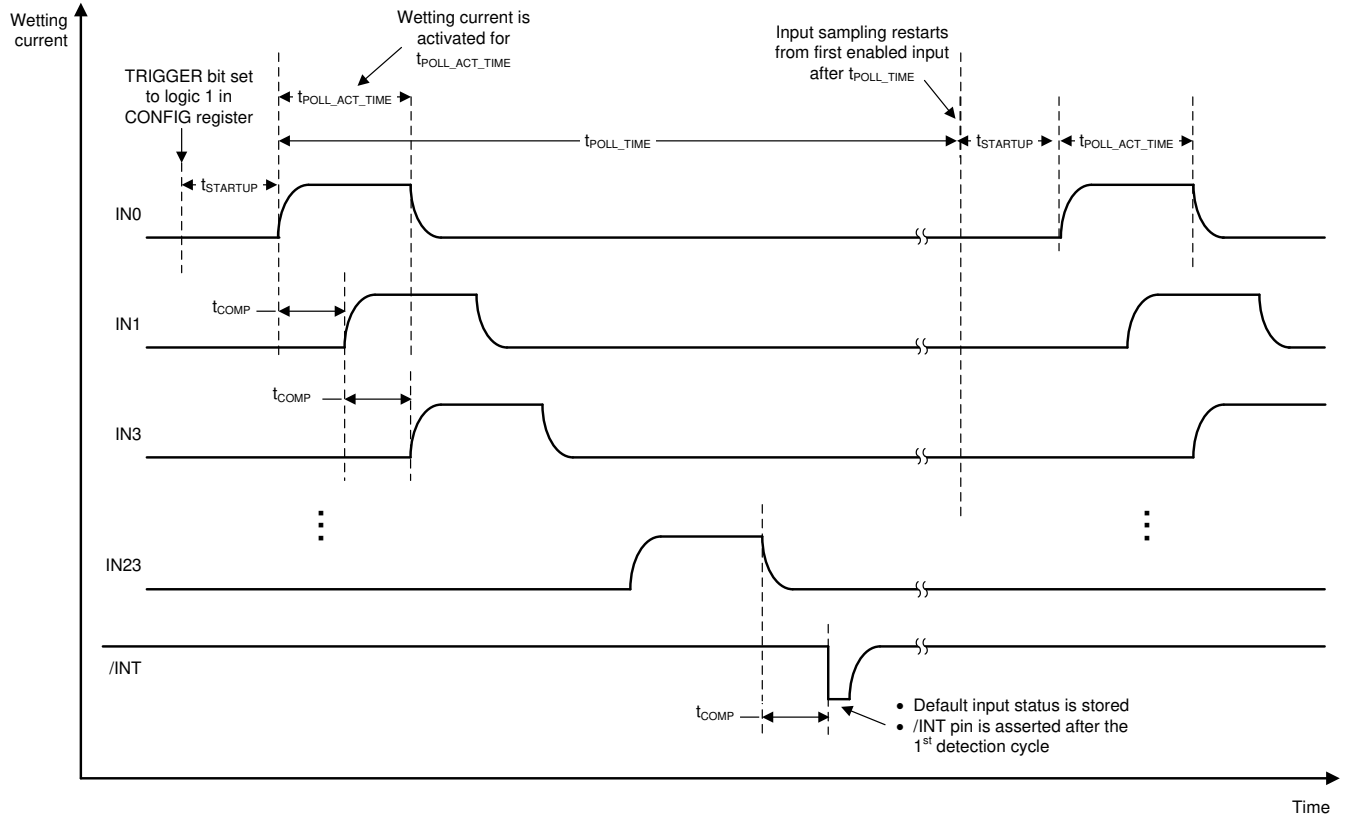 Wetting
current
Wetting current is
activated for
tPOLL_ACT_TIME
Input sampling restarts
from first enabled input
after tPOLL_TIME
TRIGGER bit set
to logic 1 in
CONFIG register
tPOLL_ACT_TIME
tPOLL_TIME
tSTARTUP
tPOLL_ACT_TIME
tSTARTUP
IN0
tCOMP
IN1
tCOMP
IN3
IN23
/INT
tCOMP
• Default input status is stored
• /INT pin is asserted after the
1st detection cycle
Time